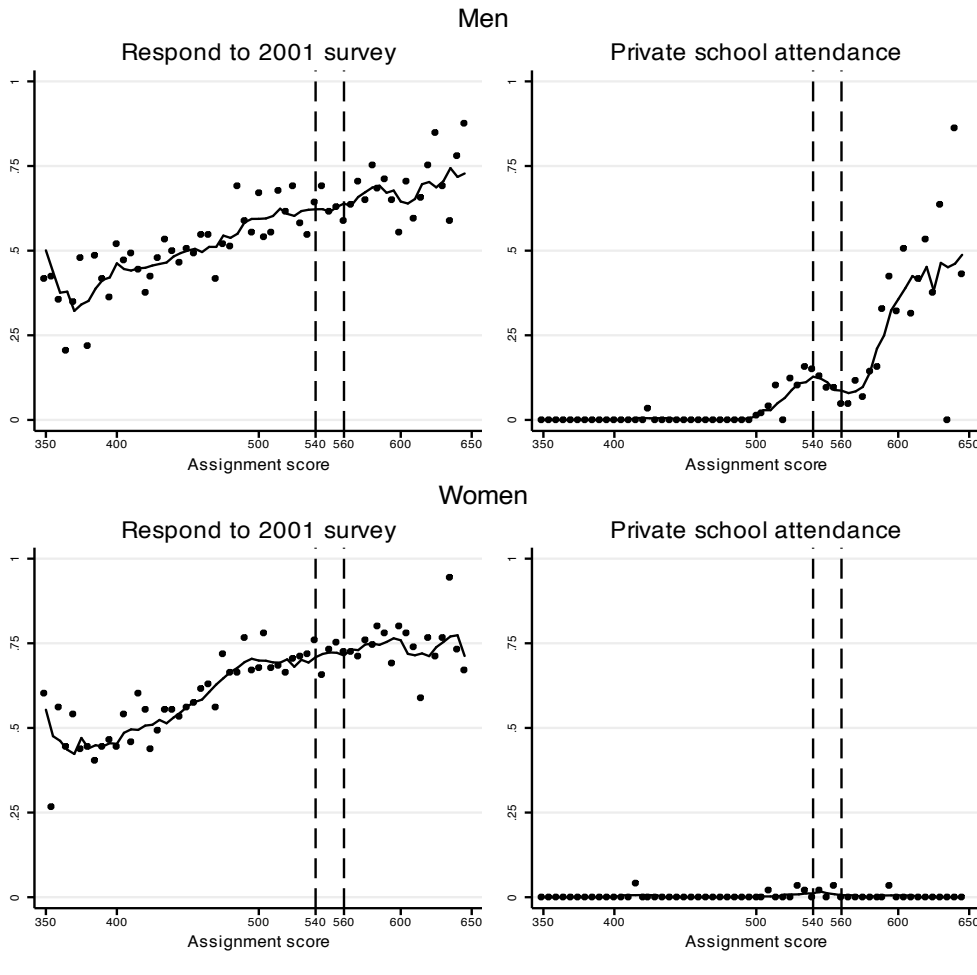 Men
Respond to 2001 survey
Private school attendance
1
.75
.5
.25
0
350 400 500 540 560 600 650
Assignment score
1
.75
.5
.25
0
350 400 500 540 560 600 650
Assignment score
Women
Respond to 2001 survey
Private school attendance
1
.75
.5
.25
0
350 400 500 540 560 600 650
Assignment score
1
.75
.5
.25
0
350 400 500 540 560 600 650
Assignment score